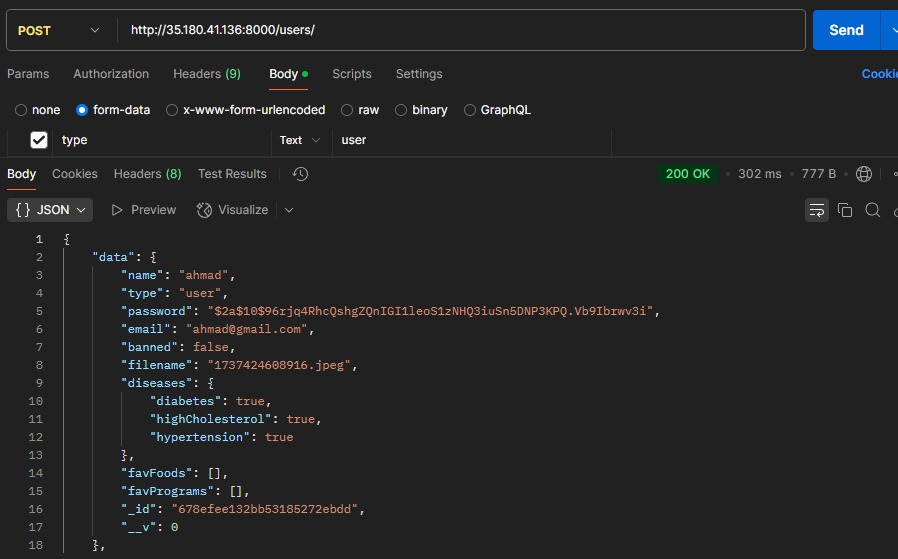 POST http://35.180.41.136:8000/users/ Send
Params Authorization Headers (9) Body Scripts Settings Cookie
none form-data x-www-form-urlencoded raw binary GraphQL
type Text user
Body Cookies Headers (8) Test Results 200 OK 302 ms 777 B
{} JSON Preview Visualize
1 {
2 "data": {
3 "name": "ahmad",
4 "type": "user",
5 "password": "$2a$10$96rjq4RhcQshgZQnIGI1leoS1zNHQ3iuSn5DNP3KPQ.Vb9Ibrwv3i",
6 "email": "ahmad@gmail.com",
7 "banned": false,
8 "filename": "1737424608916.jpeg",
9 "diseases": {
10 "diabetes": true,
11 "highCholesterol": true,
12 "hypertension": true
13 },
14 "favFoods": [],
15 "favPrograms": [],
16 "_id": "678efee132bb53185272ebdd",
17 "__v": 0
18 },